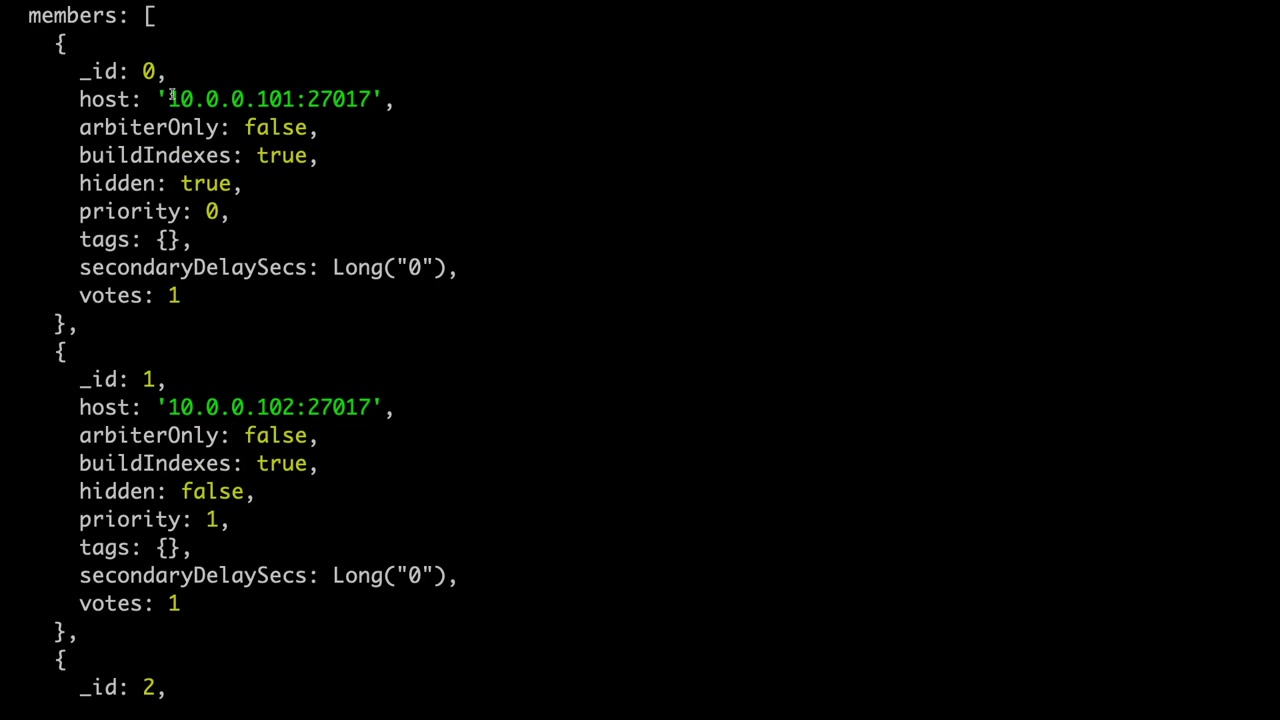 members: [
{
_id: 0,
host: '10.0.0.101:27017',
arbiterOnly: false,
buildIndexes: true,
hidden: true,
priority: 0,
tags: {},
secondaryDelaySecs: Long("0"),
votes: 1
},
{
_id: 1,
host: '10.0.0.102:27017',
arbiterOnly: false,
buildIndexes: true,
hidden: false,
priority: 1,
tags: {},
secondaryDelaySecs: Long("0"),
votes: 1
},
{
_id: 2,